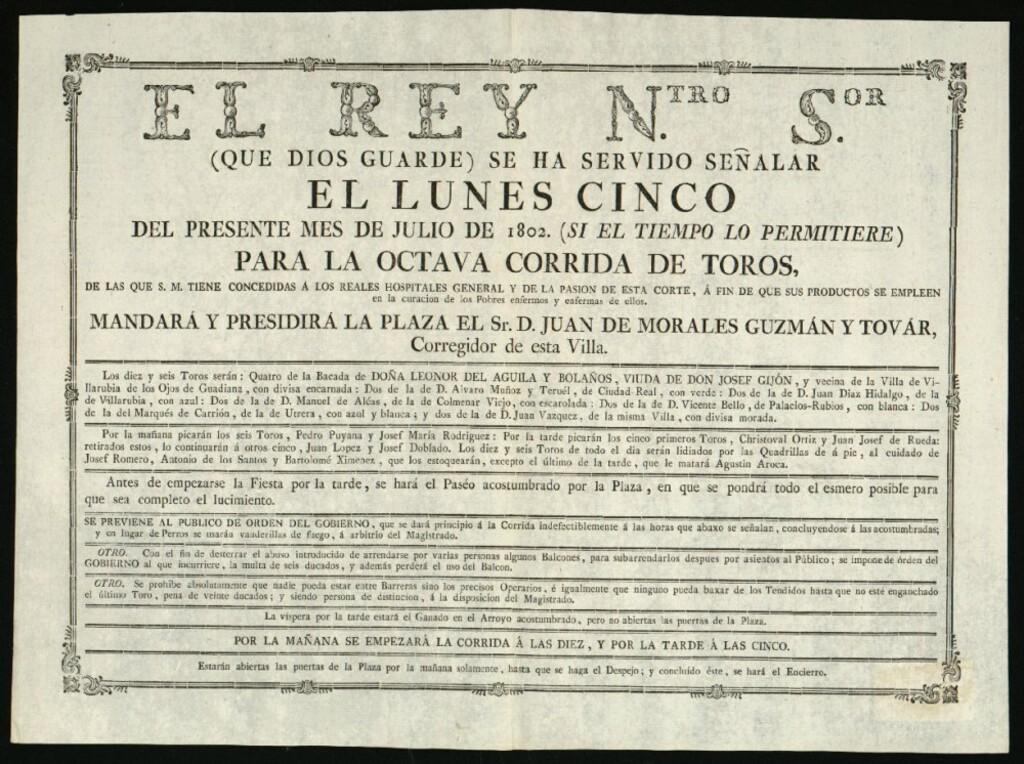 EL REY N.TRO S.OR
(QUE DIOS GUARDE) SE HA SERVIDO SEÑALAR
EL LUNES CINCO
DEL PRESENTE MES DE JULIO DE 1802. (SI EL TIEMPO LO PERMITIERE)
PARA LA OCTAVA CORRIDA DE TOROS,
DE LAS QUE S. M. TIENE CONCEDIDAS Á LOS REALES HOSPITALES GENERAL Y DE LA PASION DE ESTA CORTE, Á FIN DE QUE SUS PRODUCTOS SE EMPLEEN
en la curacion de los Pobres enfermos y enfermas de ellos.
MANDARÁ Y PRESIDIRÁ LA PLAZA EL Sr. D. JUAN DE MORALES GUZMÁN Y TOVÁR,
Corregidor de esta Villa.
Los diez y seis Toros serán: Quatro de la Bacada de DOÑA LEONOR DEL AGUILA Y BOLAÑOS, VIUDA DE DON JOSEF GIJÓN, y vecina de la Villa de Vi-
llarubia de los Ojos de Guadiana, con divisa encarnada: Dos de la de D. Alvaro Muñoz y Teruél, de Ciudad-Real, con verde: Dos de la de D. Juan Diaz Hidalgo, de la
de Villarubia, con azul: Dos de la de D. Manuel de Aléas, de la de Colmenar Viejo, con escarolada: Dos de la de D. Vicente Bello, de Palacios-Rubios, con blanca: Dos
de la del Marqués de Carrión, de la de Utrera, con azul y blanca; y dos de la de D. Juan Vazquez, de la misma Villa, con divisa morada.
Por la mañana picarán los seis Toros, Pedro Puyana y Josef María Rodriguez: Por la tarde picarán los cinco primeros Toros, Christoval Ortiz y Juan Josef de Rueda:
retirados estos, lo continuarán á otros cinco, Juan Lopez y Josef Doblado. Los diez y seis Toros de todo el dia serán lidiados por las Quadrillas de á pie, al cuidado de
Josef Romero, Antonio de los Santos y Bartolomé Ximenez, que los estoquearán, excepto el último de la tarde, que le matará Agustin Aroca.
Antes de empezarse la Fiesta por la tarde, se hará el Paséo acostumbrado por la Plaza, en que se pondrá todo el esmero posible para
que sea completo el lucimiento.
SE PREVIENE AL PUBLICO DE ORDEN DEL GOBIERNO, que se dará principio á la Corrida indefectiblemente á las horas que abaxo se señalan, concluyendose á las acostumbradas;
y en lugar de Perros se usarán vanderillas de fuego, á arbitrio del Magistrado.
OTRO. Con el fin de desterrar el abuso introducido de arrendarse por varias personas algunos Balcones, para subarrendarlos despues por asientos al Público; se impone de órden del
GOBIERNO al que incurriere, la multa de seis ducados, y además perderá el uso del Balcon.
OTRO. Se prohibe absolutamente que nadie pueda estar entre Barreras sino los precisos Operarios, é igualmente que ninguno pueda baxar de los Tendidos hasta que no esté enganchado
el último Toro, pena de veinte ducados; y siendo persona de distincion, á la disposicion del Magistrado.
La vispera por la tarde estará el Ganado en el Arroyo acostumbrado, pero no abiertas las puertas de la Plaza.
POR LA MAÑANA SE EMPEZARÁ LA CORRIDA Á LAS DIEZ, Y POR LA TARDE Á LAS CINCO.
Estarán abiertas las puertas de la Plaza por la mañana solamente, hasta que se haga el Despejo; y concluído éste, se hará el Encierro.